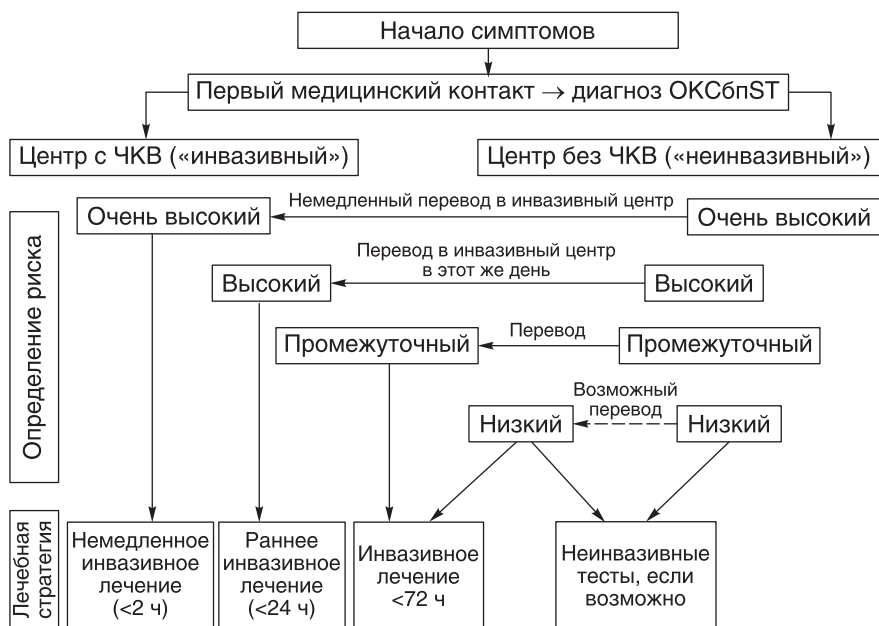 Начало симптомов
Первый медицинский контакт → диагноз ОКСбпST
Центр с ЧКВ («инвазивный»)
Центр без ЧКВ («неинвазивный»)
Определение риска
Очень высокий
Немедленный перевод в инвазивный центр
Очень высокий
Высокий
Перевод в инвазивный центр
в этот же день
Высокий
Промежуточный
Перевод
Промежуточный
Низкий
Возможный
перевод
Низкий
Лечебная
стратегия
Немедленное
инвазивное
лечение
(<2 ч)
Раннее
инвазивное
лечение
(<24 ч)
Инвазивное
лечение
<72 ч
Неинвазивные
тесты, если
возможно